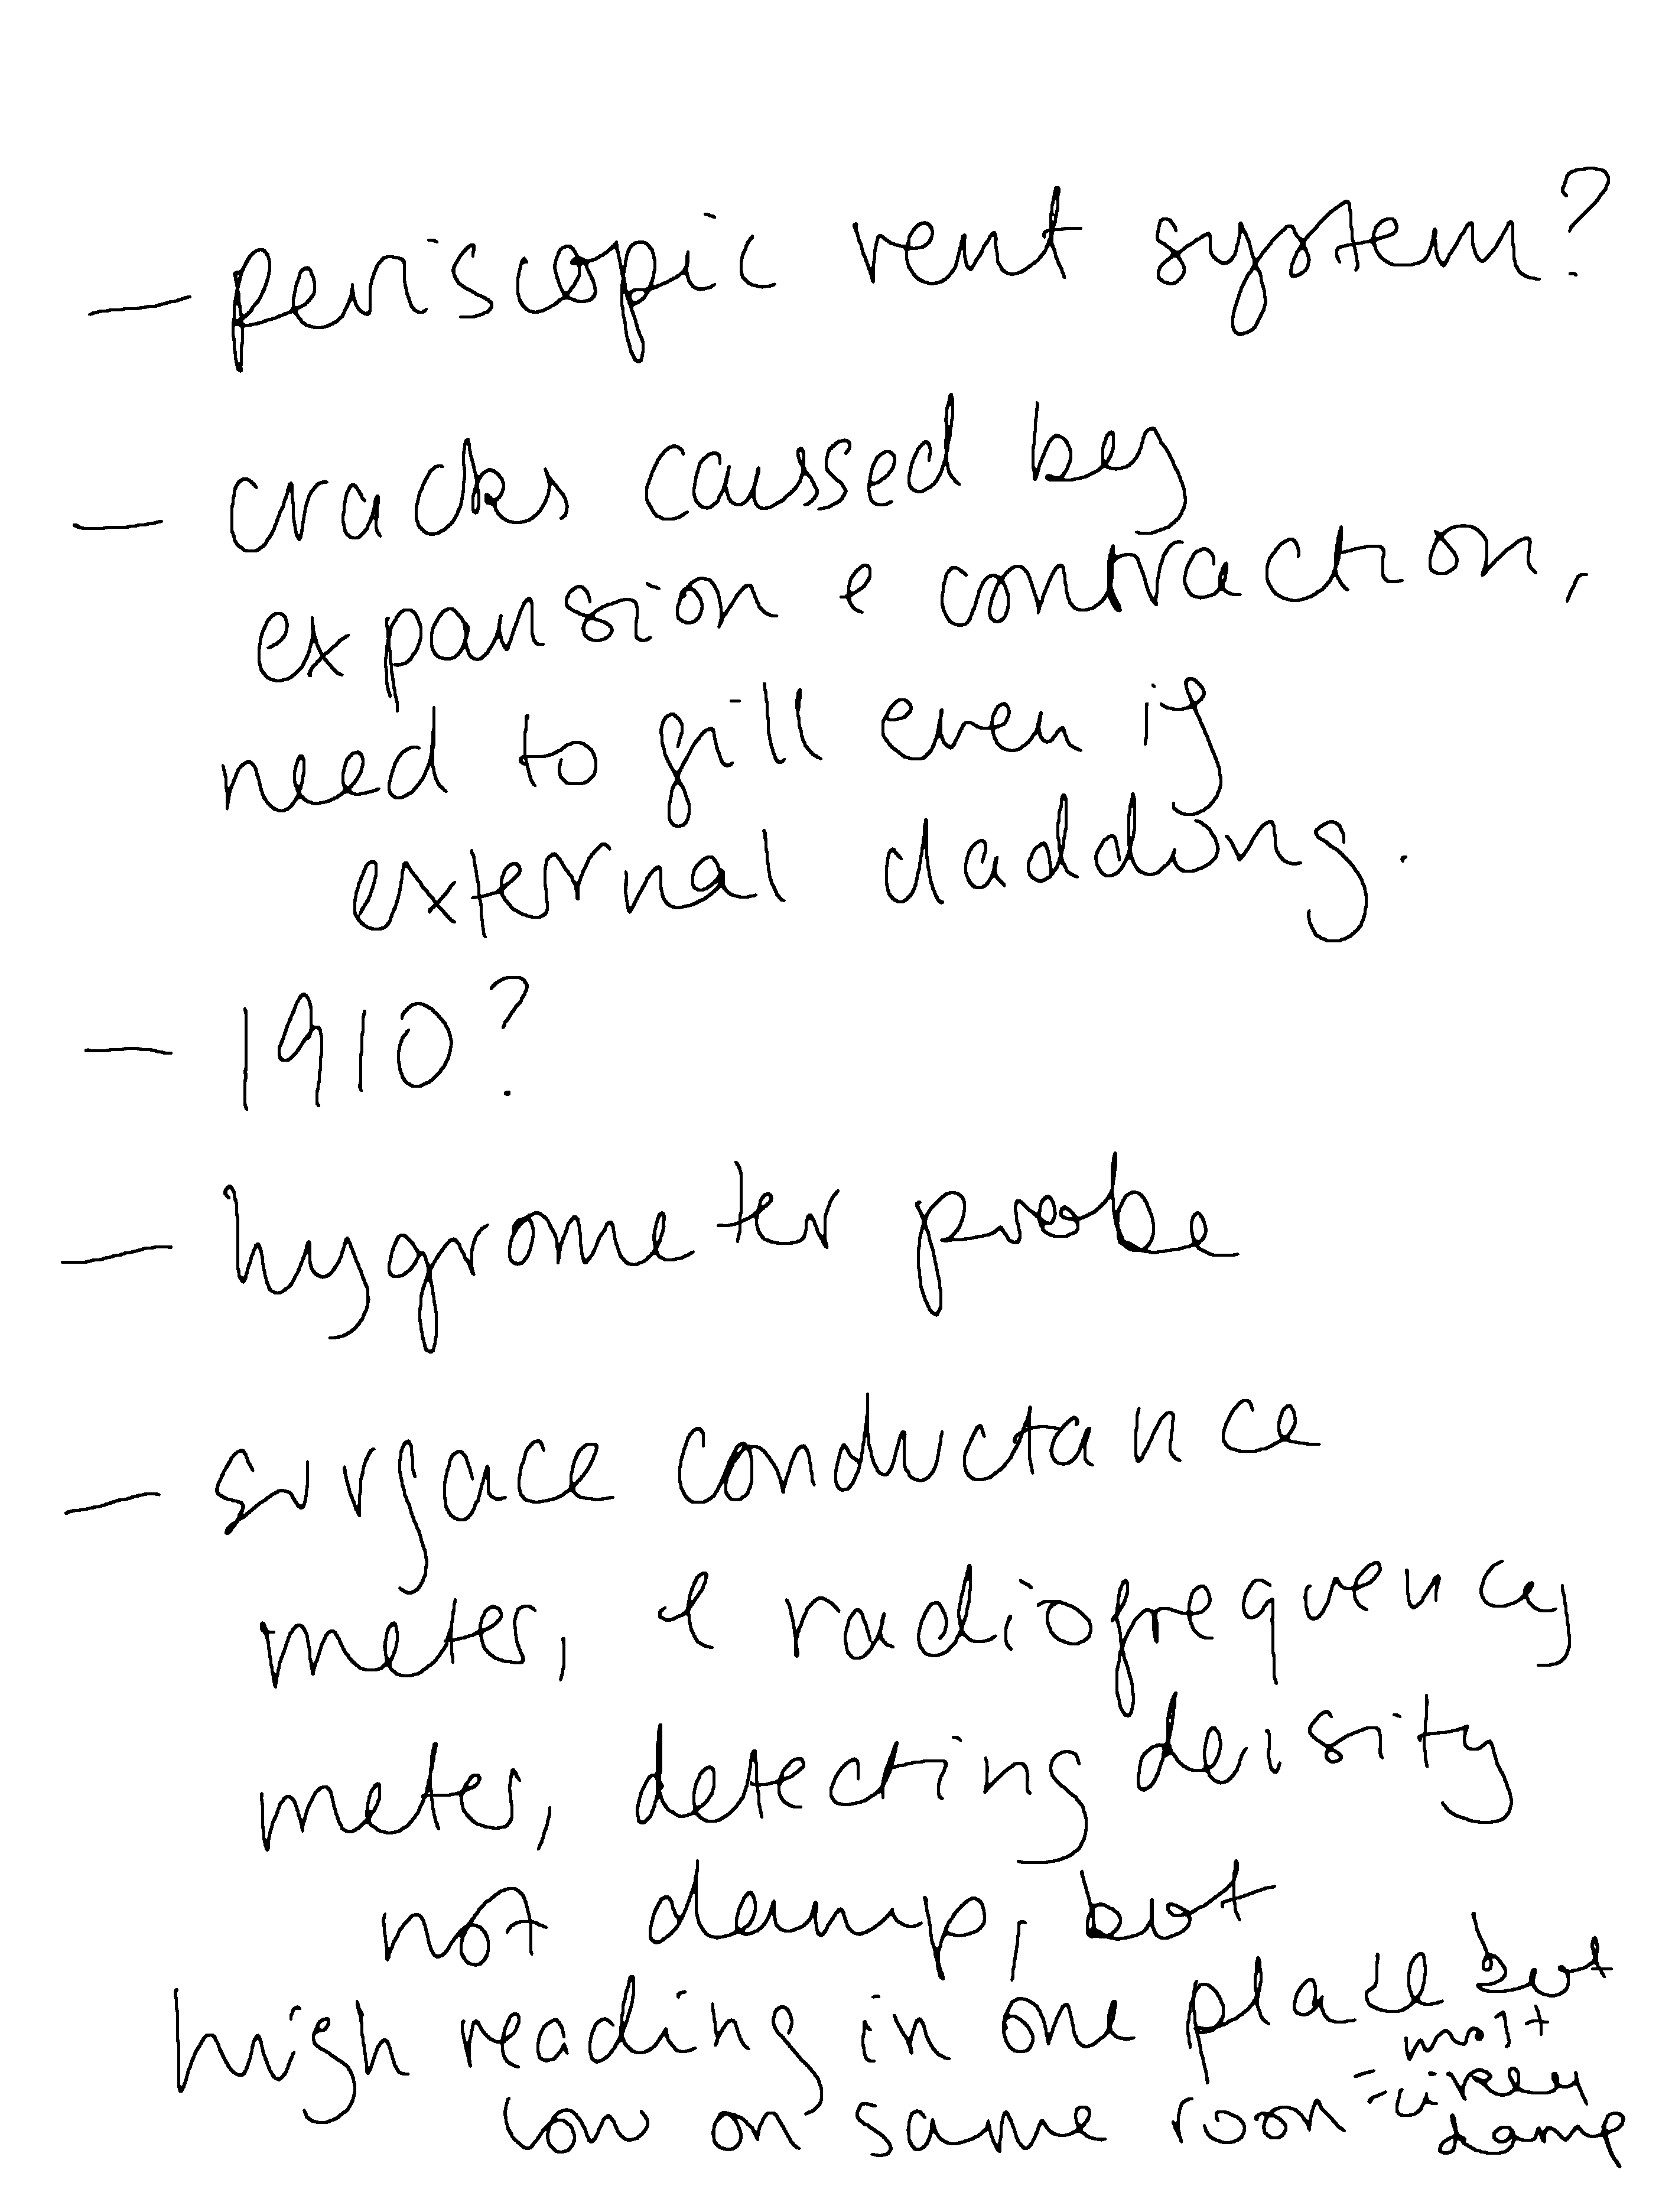 - periscopic vent system?
- cracks caussed by
expansion & contraction,
need to fill even if
external cladding.
- 1910?
- hygrometer probe
- surface conductance
meter, & radiofrequency
meter, detecting density
not damp, but
high reading in one place but
low on same room = most
likely
damp